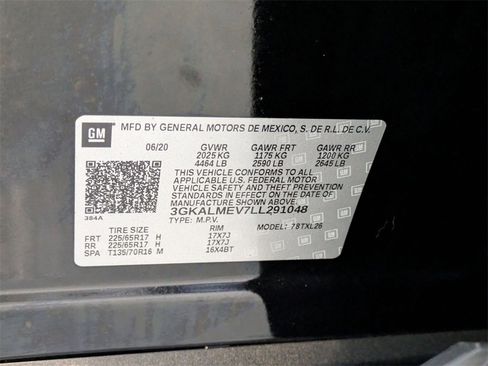 GM
MFD BY GENERAL MOTORS DE MEXICO, S. DE R.L. DE C.V.
06/20 GVWR GAWR FRT GAWR RR
2025 KG 1175 KG 1200 KG
4464 LB 2590 LB 2645 LB
THIS VEHICLE CONFORMS TO ALL
APPLICABLE U.S. FEDERAL MOTOR
VEHICLE SAFETY AND THEFT PREVENTION
STANDARDS IN EFFECT ON THE DATE OF
MANUFACTURE SHOWN ABOVE.
384A
3GKALMEV7LL291048
TYPE: M.P.V. MODEL: 78TXL26
TIRE SIZE RIM
FRT 225/65R17 H 17X7J
RR 225/65R17 H 17X7J
SPA T135/70R16 M 16X4BT